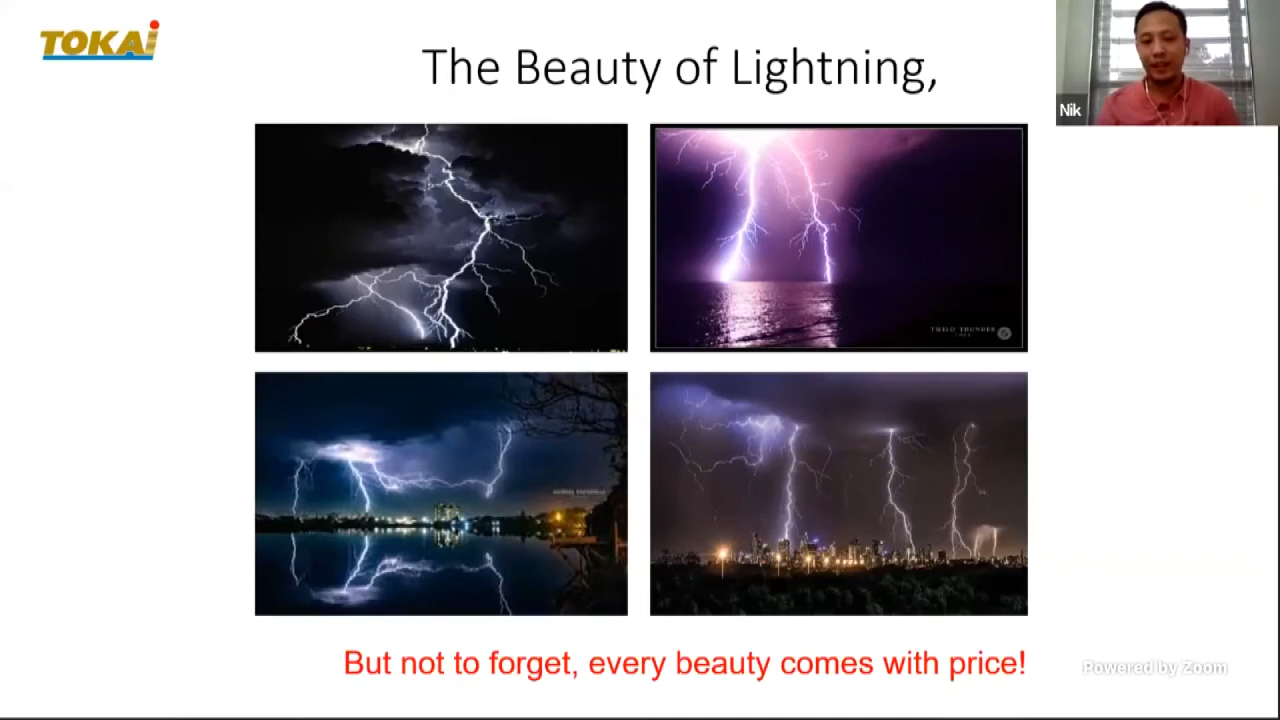 TOKAi
The Beauty of Lightning,
Nik
TWILD THUNDER
But not to forget, every beauty comes with price!
Powered by Zoom